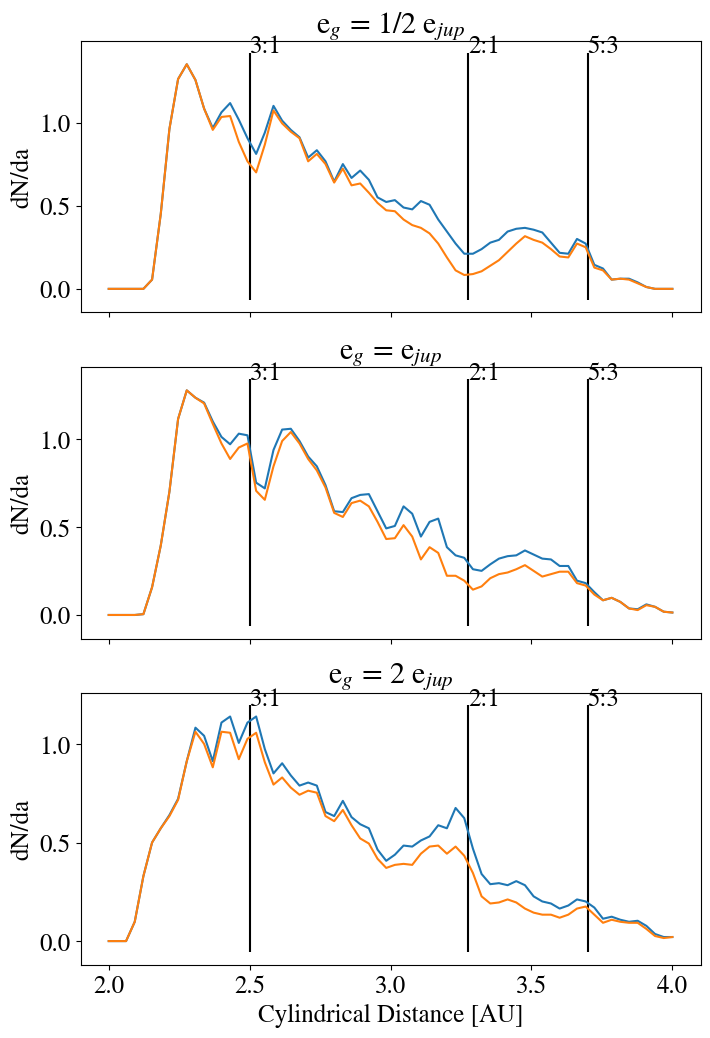 e_g = 1/2 e_jup
3:1 2:1 5:3
1.0
0.5
0.0
dN/da
e_g = e_jup
3:1 2:1 5:3
1.0
0.5
0.0
dN/da
e_g = 2 e_jup
3:1 2:1 5:3
1.0
0.5
0.0
dN/da
2.0 2.5 3.0 3.5 4.0
Cylindrical Distance [AU]